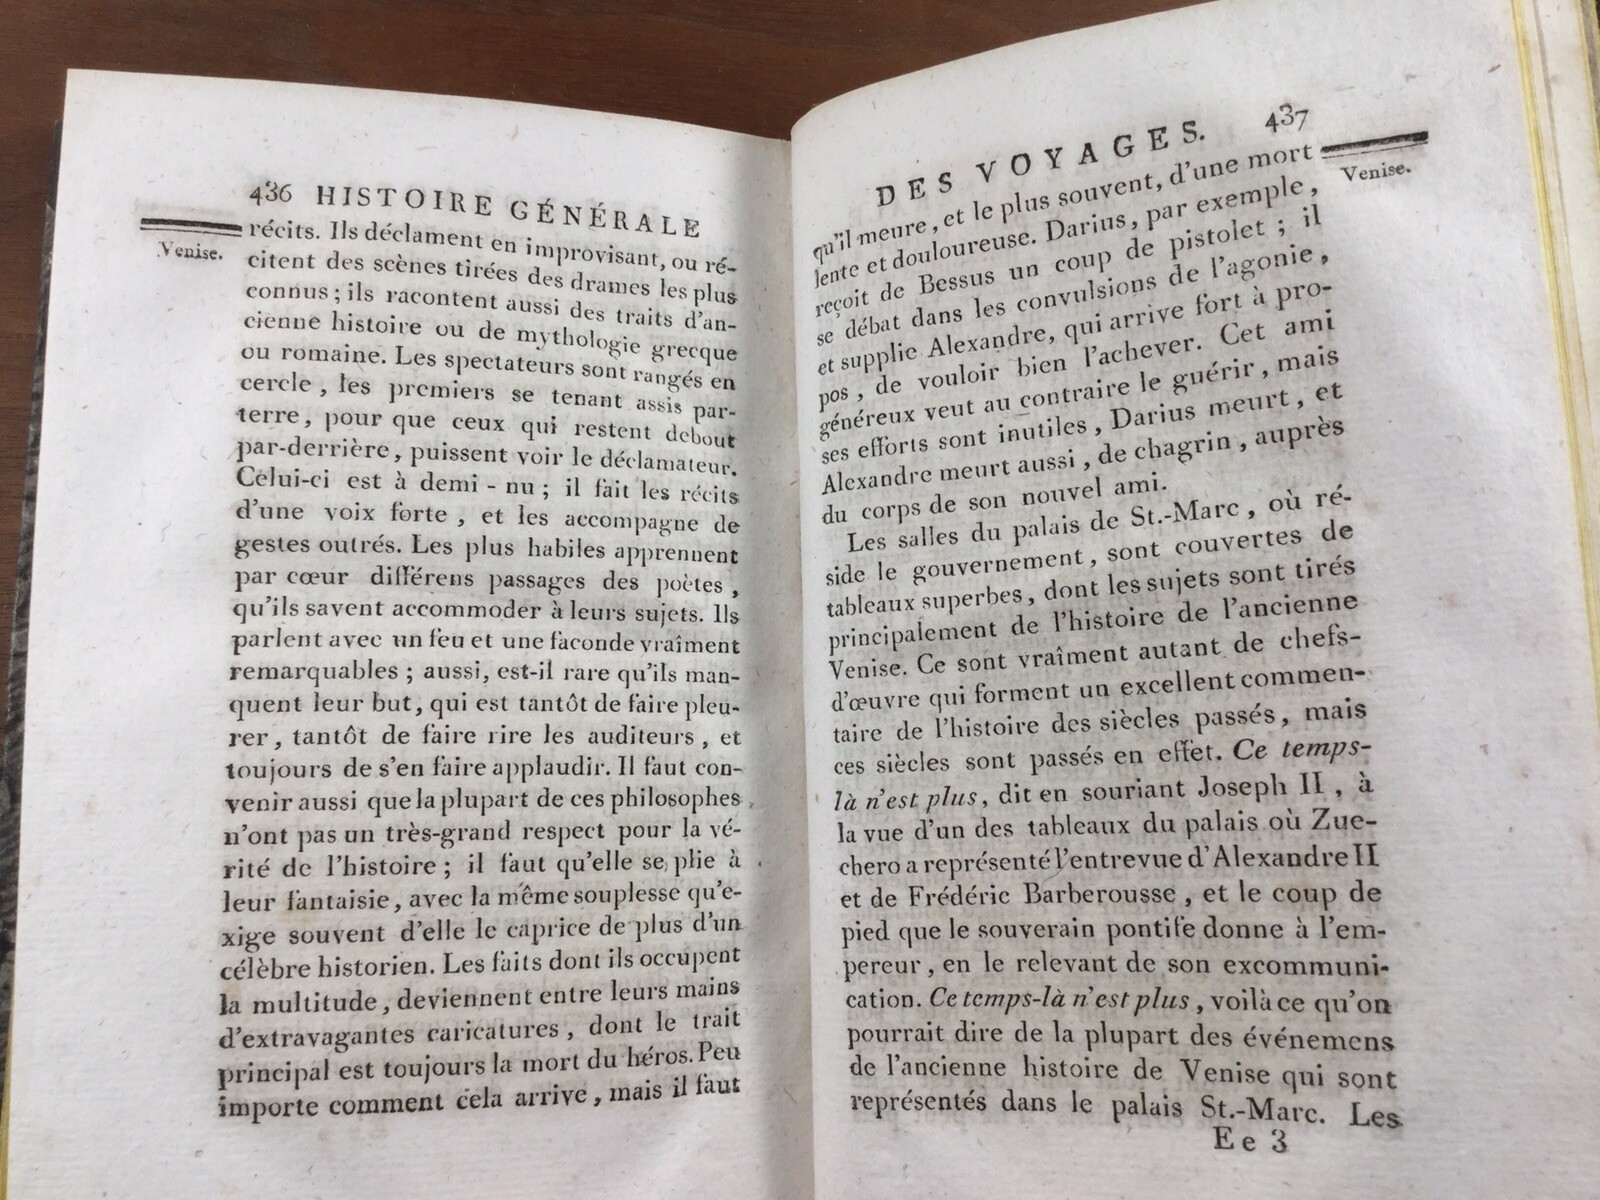 436 HISTOIRE GÉNÉRALE
Venise.
récits. Ils déclament en improvisant, ou ré-
citent des scènes tirées des drames les plus
connus ; ils racontent aussi des traits d'an-
cienne histoire ou de mythologie grecque
ou romaine. Les spectateurs sont rangés en
cercle, les premiers se tenant assis par-
terre, pour que ceux qui restent debout
par-derrière, puissent voir le déclamateur.
Celui-ci est à demi-nu ; il fait les récits
d'une voix forte, et les accompagne de
gestes outrés. Les plus habiles apprennent
par cœur différens passages des poètes,
qu'ils savent accommoder à leurs sujets. Ils
parlent avec un feu et une faconde vraîment
remarquables ; aussi, est-il rare qu'ils man-
quent leur but, qui est tantôt de faire pleu-
rer, tantôt de faire rire les auditeurs, et
toujours de s'en faire applaudir. Il faut con-
venir aussi que la plupart de ces philosophes
n'ont pas un très-grand respect pour la vé-
rité de l'histoire ; il faut qu'elle se plie à
leur fantaisie, avec la même souplesse qu'e-
xige souvent d'elle le caprice de plus d'un
célèbre historien. Les faits dont ils occupent
la multitude, deviennent entre leurs mains
d'extravagantes caricatures, dont le trait
principal est toujours la mort du héros. Peu
importe comment cela arrive, mais il faut
DES VOYAGES. 437
Venise.
qu'il meure, et le plus souvent, d'une mort
lente et douloureuse. Darius, par exemple,
reçoit de Bessus un coup de pistolet ; il
se débat dans les convulsions de l'agonie,
et supplie Alexandre, qui arrive fort à pro-
pos, de vouloir bien l'achever. Cet ami
généreux veut au contraire le guérir, mais
ses efforts sont inutiles, Darius meurt, et
Alexandre meurt aussi, de chagrin, auprès
du corps de son nouvel ami.
Les salles du palais de St.-Marc, où ré-
side le gouvernement, sont couvertes de
tableaux superbes, dont les sujets sont tirés
principalement de l'histoire de l'ancienne
Venise. Ce sont vraîment autant de chefs-
d'œuvre qui forment un excellent commen-
taire de l'histoire des siècles passés, mais
ces siècles sont passés en effet. Ce temps-
là n'est plus, dit en souriant Joseph II, à
la vue d'un des tableaux du palais où Zue-
chero a représenté l'entrevue d'Alexandre II
et de Frédéric Barberousse, et le coup de
pied que le souverain pontife donne à l'em-
pereur, en le relevant de son excommuni-
cation. Ce temps-là n'est plus, voilà ce qu'on
pourrait dire de la plupart des événemens
de l'ancienne histoire de Venise qui sont
représentés dans le palais St.-Marc. Les
Ee 3